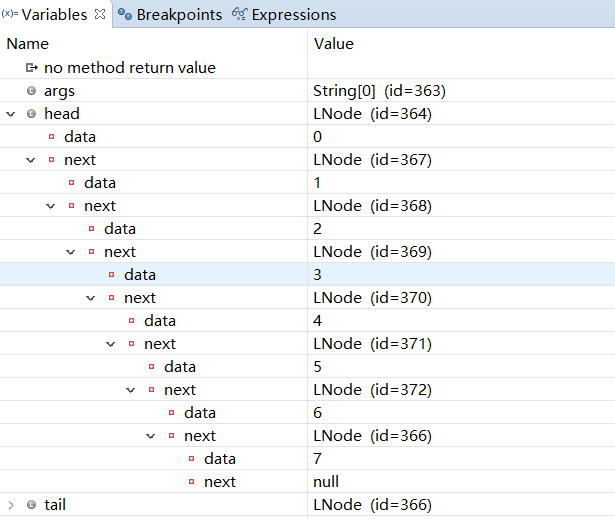 (x)= Variables Breakpoints Expressions
Name Value
no method return value
args String[0] (id=363)
head LNode (id=364)
data 0
next LNode (id=367)
data 1
next LNode (id=368)
data 2
next LNode (id=369)
data 3
next LNode (id=370)
data 4
next LNode (id=371)
data 5
next LNode (id=372)
data 6
next LNode (id=366)
data 7
next null
tail LNode (id=366)